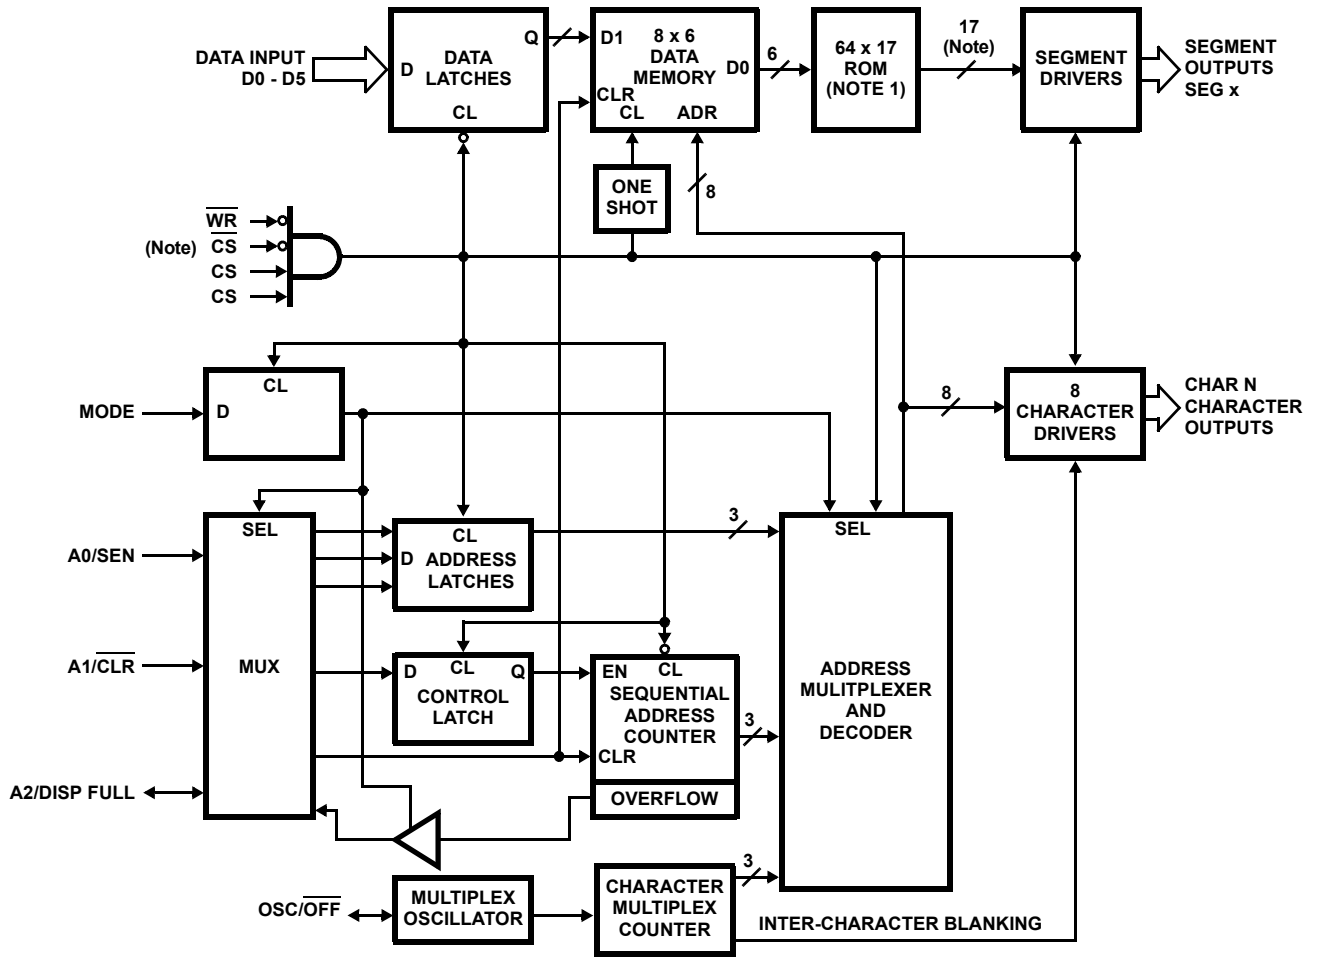 DATA INPUT
D0 - D5
D
Q
DATA
LATCHES
CL
D1
8 x 6
DATA
MEMORY
D0
CLR
CL
ADR
6
64 x 17
ROM
(NOTE 1)
17
(Note)
SEGMENT
DRIVERS
SEGMENT
OUTPUTS
SEG x
ONE
SHOT
8
WR
(Note) CS
CS
CS
MODE
CL
D
8
8
CHARACTER
DRIVERS
CHAR N
CHARACTER
OUTPUTS
A0/SEN
A1/CLR
A2/DISP FULL
SEL
MUX
CL
D
ADDRESS
LATCHES
3
SEL
ADDRESS
MULITPLEXER
AND
DECODER
D
CL
Q
CONTROL
LATCH
EN
CL
SEQUENTIAL
ADDRESS
COUNTER
CLR
OVERFLOW
3
OSC/OFF
MULTIPLEX
OSCILLATOR
CHARACTER
MULTIPLEX
COUNTER
3
INTER-CHARACTER BLANKING